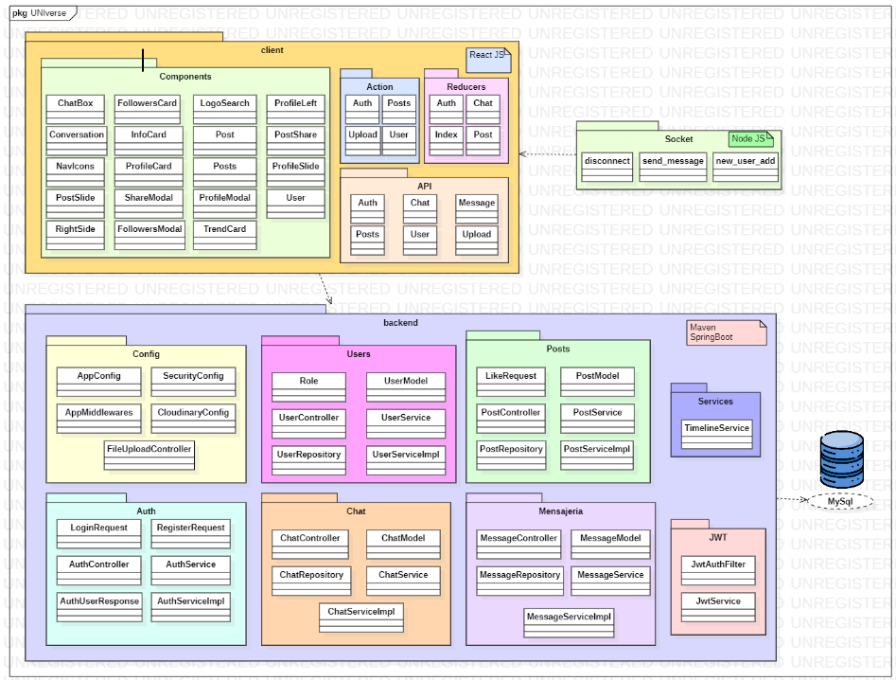 pkg UNIverse
client
React JS
Components
ChatBox FollowersCard LogoSearch ProfileLeft
Conversation InfoCard Post PostShare
NavIcons ProfileCard Posts ProfileSlide
PostSlide ShareModal ProfileModal User
RightSide FollowersModal TrendCard
Action
Auth Posts
Upload User
Reducers
Auth Chat
Index Post
API
Auth Chat Message
Posts User Upload
Socket
Node JS
disconnect send_message new_user_add
backend
Maven
SpringBoot
Config
AppConfig SecurityConfig
AppMiddlewares CloudinaryConfig
FileUploadController
Users
Role UserModel
UserController UserService
UserRepository UserServiceImpl
Posts
LikeRequest PostModel
PostController PostService
PostRepository PostServiceImpl
Services
TimelineService
Auth
LoginRequest RegisterRequest
AuthController AuthService
AuthUserResponse AuthServiceImpl
Chat
ChatController ChatModel
ChatRepository ChatService
ChatServiceImpl
Mensajeria
MessageController MessageModel
MessageRepository MessageService
MessageServiceImpl
JWT
JwtAuthFilter
JwtService
MySql
UNREGISTERED